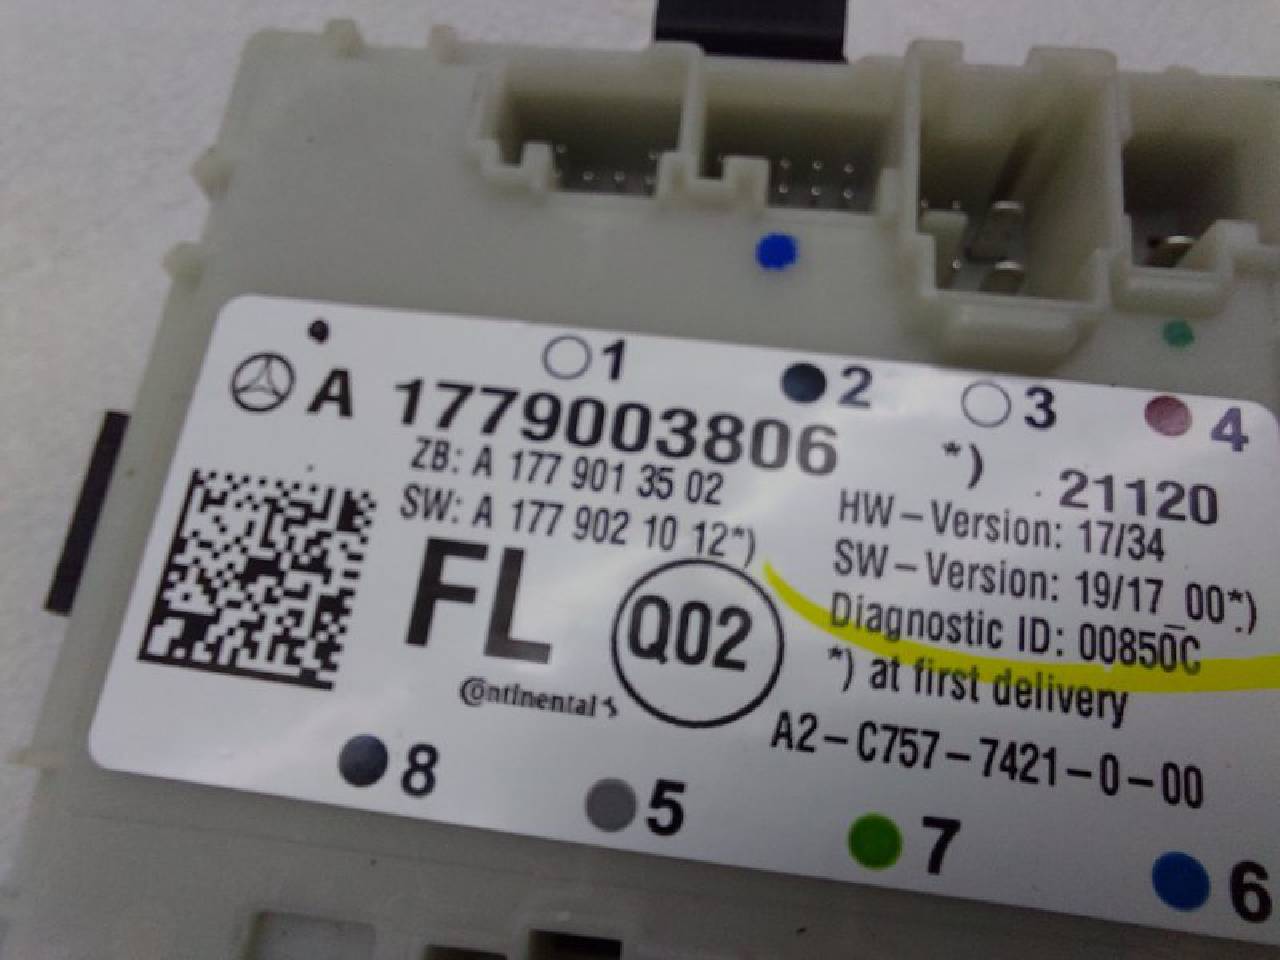 1 2 3 4
A 1779003806 *) 21120
ZB: A 177 901 35 02
SW: A 177 902 10 12*)
HW-Version: 17/34
SW-Version: 19/17_00*)
Diagnostic ID: 00850C
*) at first delivery
FL Q02
Continental
A2-C757-7421-0-00
8 5 7 6